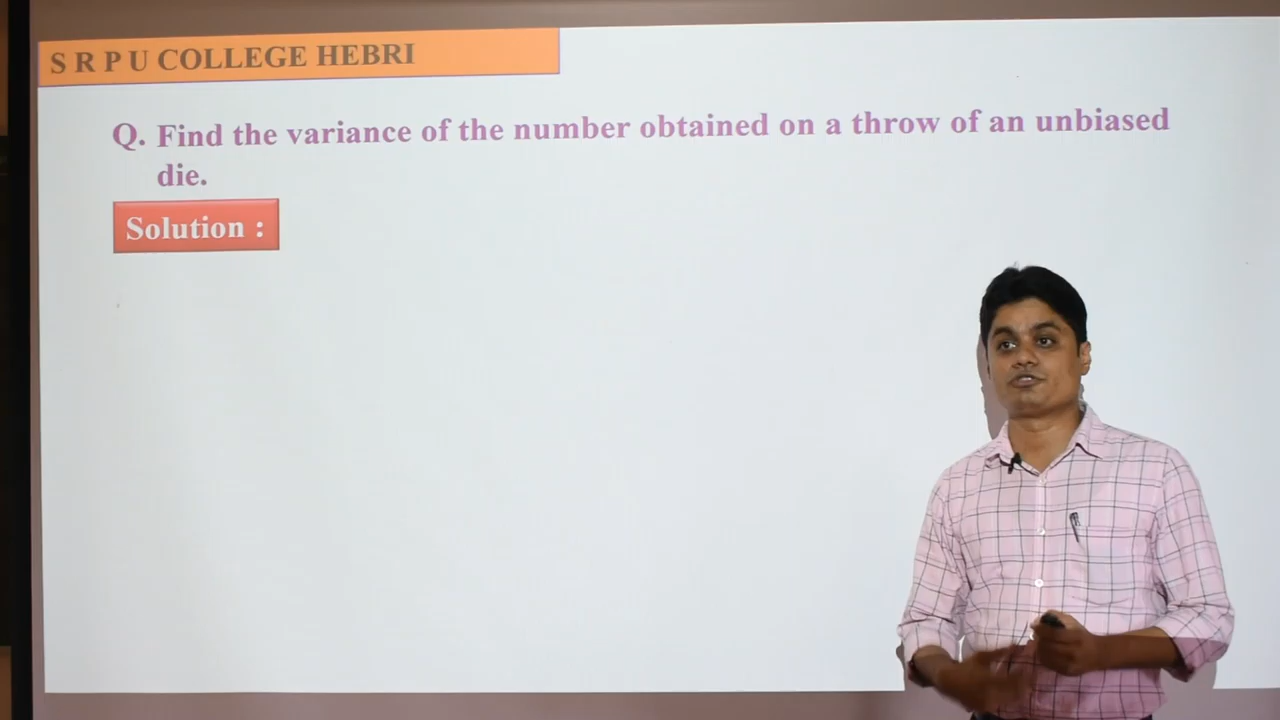 S R P U COLLEGE HEBRI
Q. Find the variance of the number obtained on a throw of an unbiased
die.
Solution :